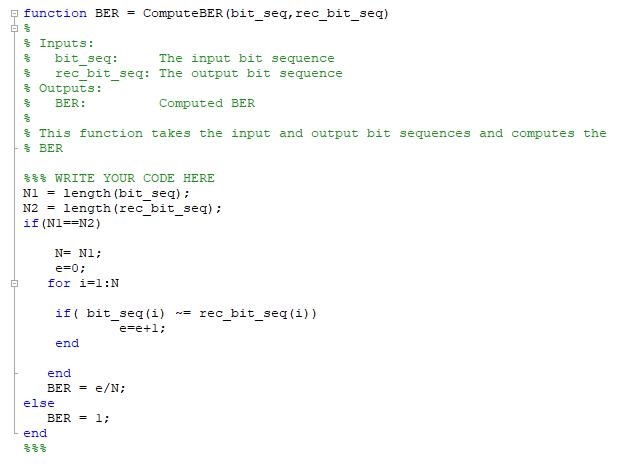 function BER = ComputeBER(bit_seq,rec_bit_seq)
%
% Inputs:
%   bit_seq:     The input bit sequence
%   rec_bit_seq: The output bit sequence
% Outputs:
%   BER:         Computed BER
%
% This function takes the input and output bit sequences and computes the
% BER
%%% WRITE YOUR CODE HERE
N1 = length(bit_seq);
N2 = length(rec_bit_seq);
if(N1==N2)
    N= N1;
    e=0;
   for i=1:N
    if( bit_seq(i) ~= rec_bit_seq(i))
            e=e+1;
    end
   end
   BER = e/N;
else
   BER = 1;
end
%%%